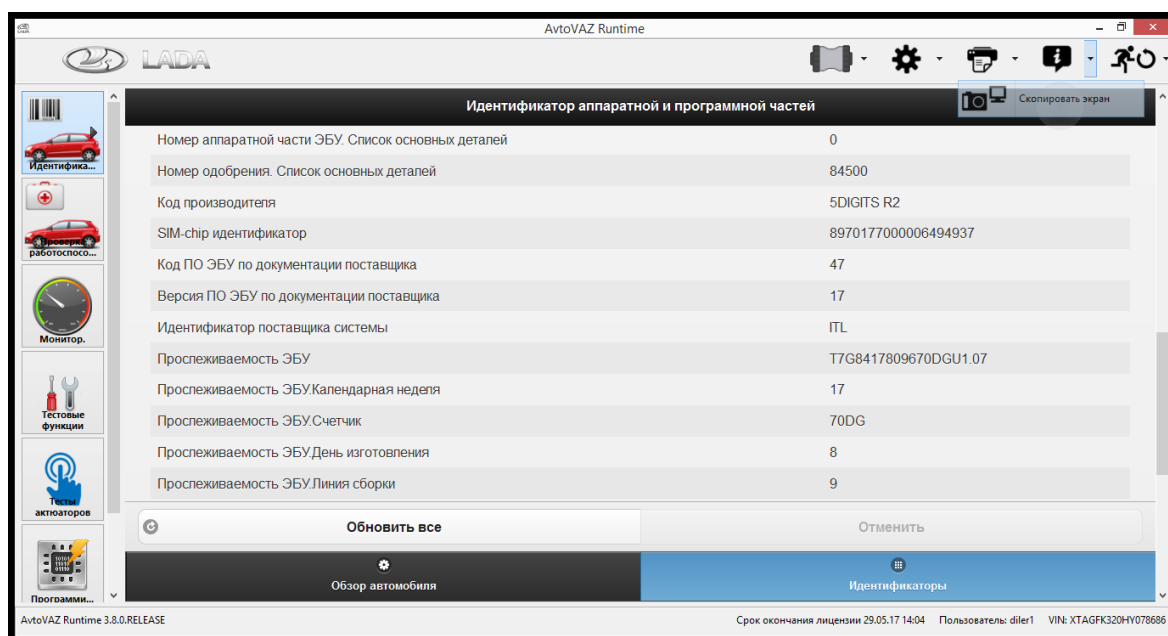 AvtoVAZ Runtime
LADA
Скопировать экран
Идентификатор аппаратной и программной частей
Идентифика...
Проверка
работоспосо...
Монитор.
Тестовые
функции
Тесты
актюаторов
Программи...
Номер аппаратной части ЭБУ. Список основных деталей 0
Номер одобрения. Список основных деталей 84500
Код производителя 5DIGITS R2
SIM-chip идентификатор 8970177000006494937
Код ПО ЭБУ по документации поставщика 47
Версия ПО ЭБУ по документации поставщика 17
Идентификатор поставщика системы ITL
Прослеживаемость ЭБУ T7G8417809670DGU1.07
Прослеживаемость ЭБУ.Календарная неделя 17
Прослеживаемость ЭБУ.Счетчик 70DG
Прослеживаемость ЭБУ.День изготовления 8
Прослеживаемость ЭБУ.Линия сборки 9
Обновить все Отменить
Обзор автомобиля Идентификаторы
AvtoVAZ Runtime 3.8.0.RELEASE Срок окончания лицензии 29.05.17 14:04 Пользователь: diler1 VIN: XTAGFK320HY078686